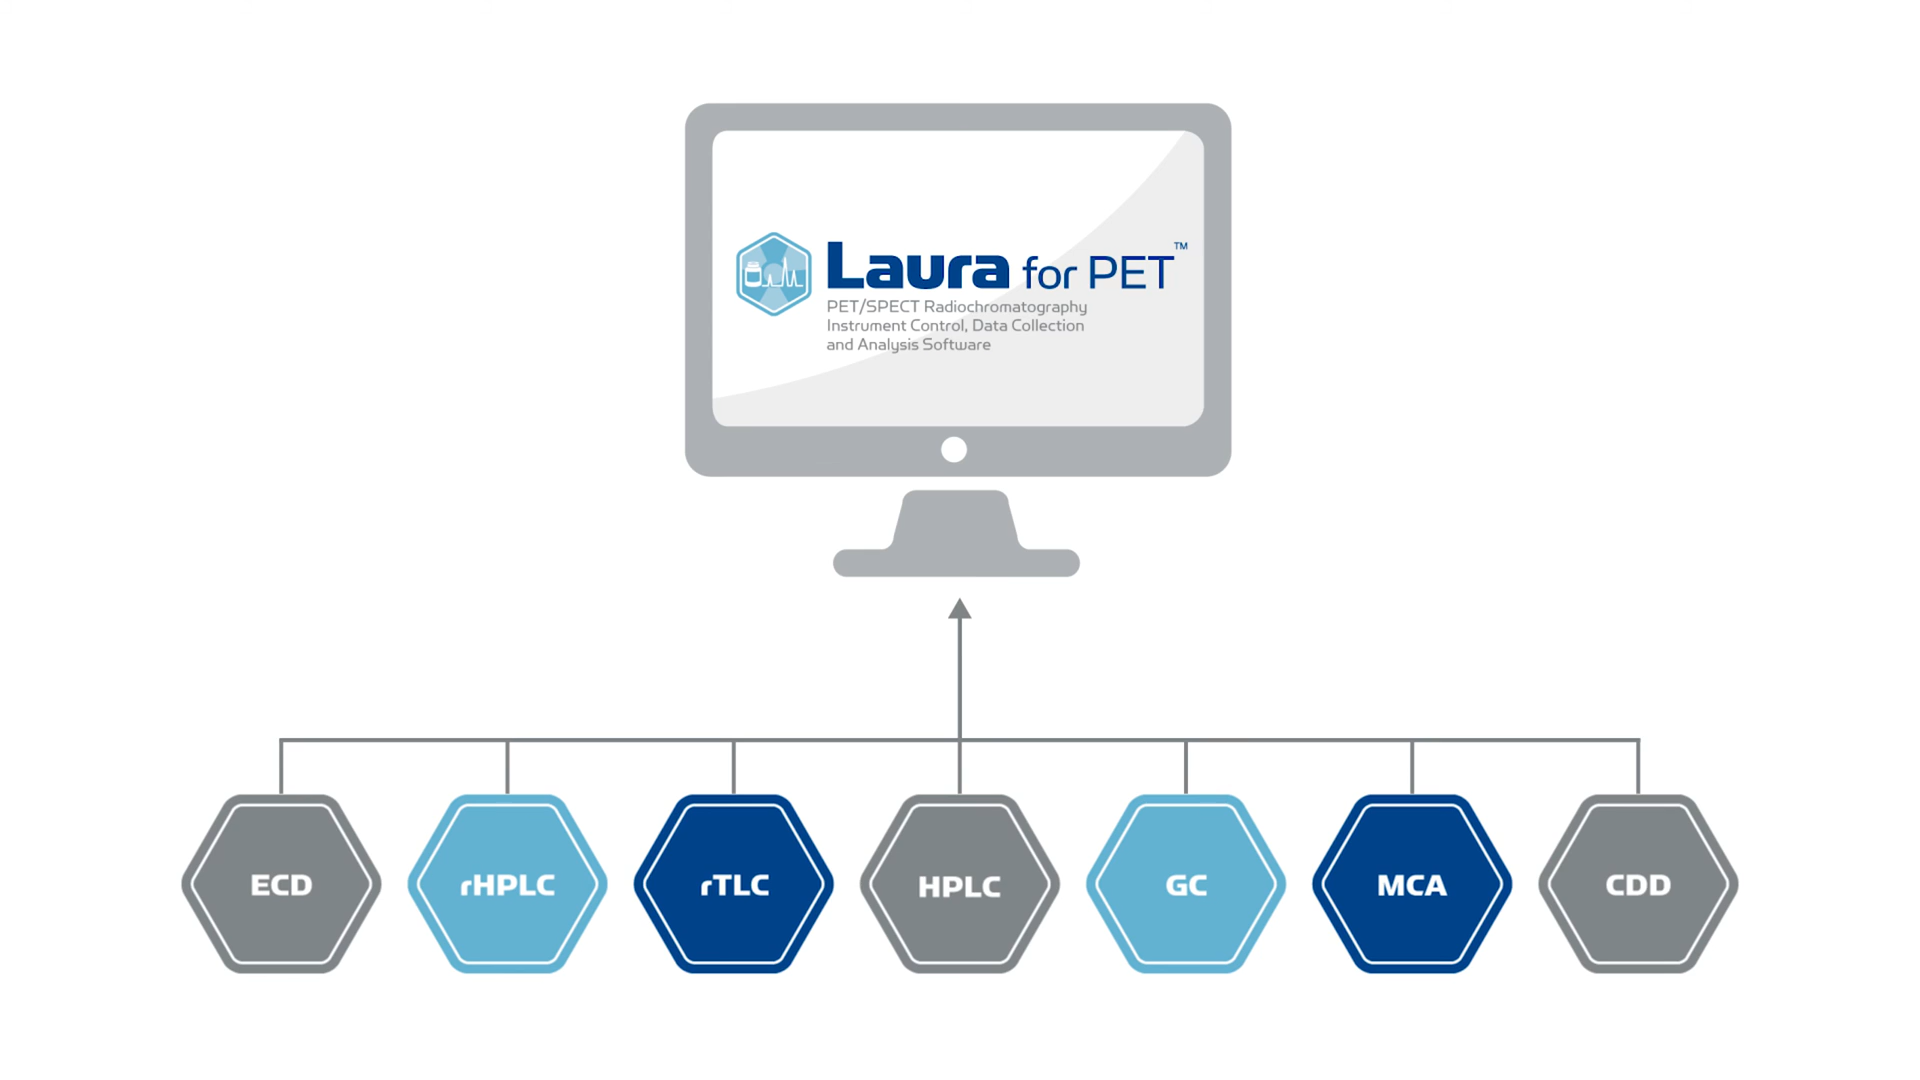 Laura for PET™
PET/SPECT Radiochromatography
Instrument Control, Data Collection
and Analysis Software
ECD
rHPLC
rTLC
HPLC
GC
MCA
CDD